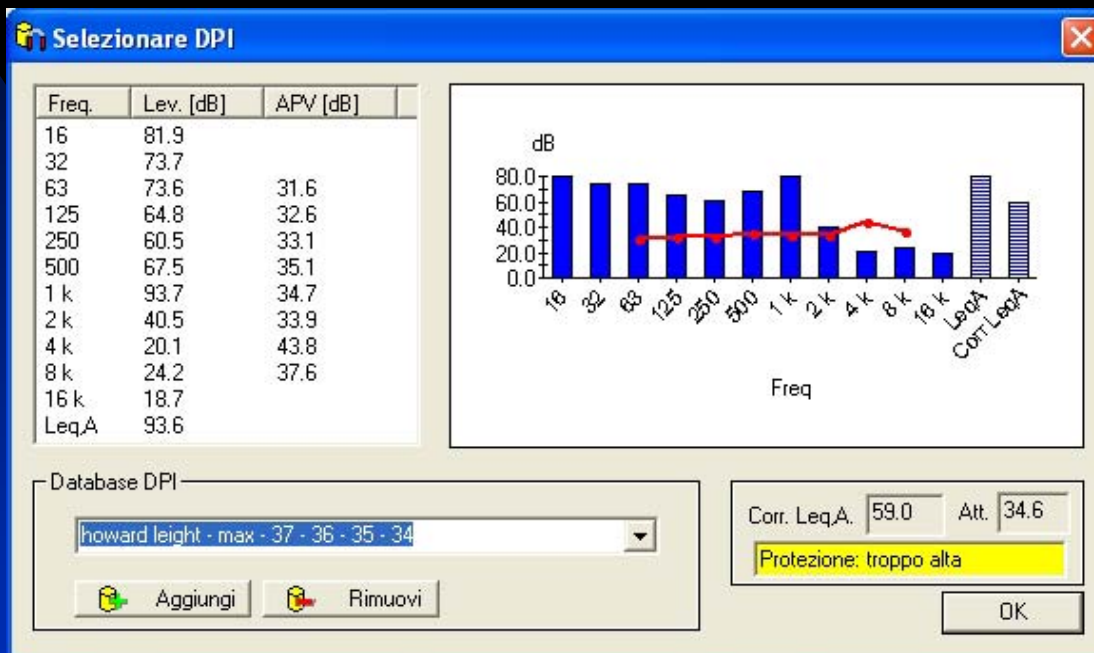 Selezionare DPI
Freq. Lev. [dB] APV [dB]
16 81.9
32 73.7
63 73.6 31.6
125 64.8 32.6
250 60.5 33.1
500 67.5 35.1
1 k 93.7 34.7
2 k 40.5 33.9
4 k 20.1 43.8
8 k 24.2 37.6
16 k 18.7
Leq,A 93.6
dB
80.0
60.0
40.0
20.0
0.0
16 32 63 125 250 500 1 k 2 k 4 k 8 k 16 k LeqA Corr LeqA
Freq
Database DPI
howard leight - max - 37 - 36 - 35 - 34
Aggiungi Rimuovi
Corr. Leq,A. 59.0 Att. 34.6
Protezione: troppo alta
OK